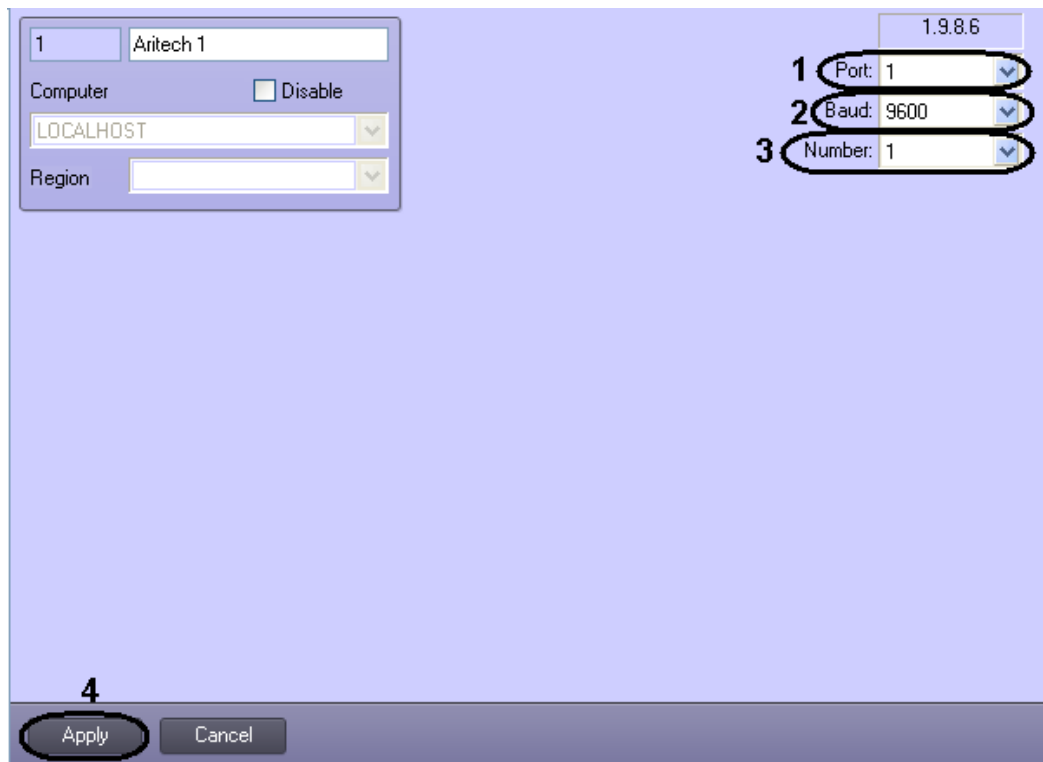 1 Aritech 1
Computer Disable
LOCALHOST
Region
1.9.8.6
1 Port: 1
2 Baud: 9600
3 Number: 1
4
Apply Cancel